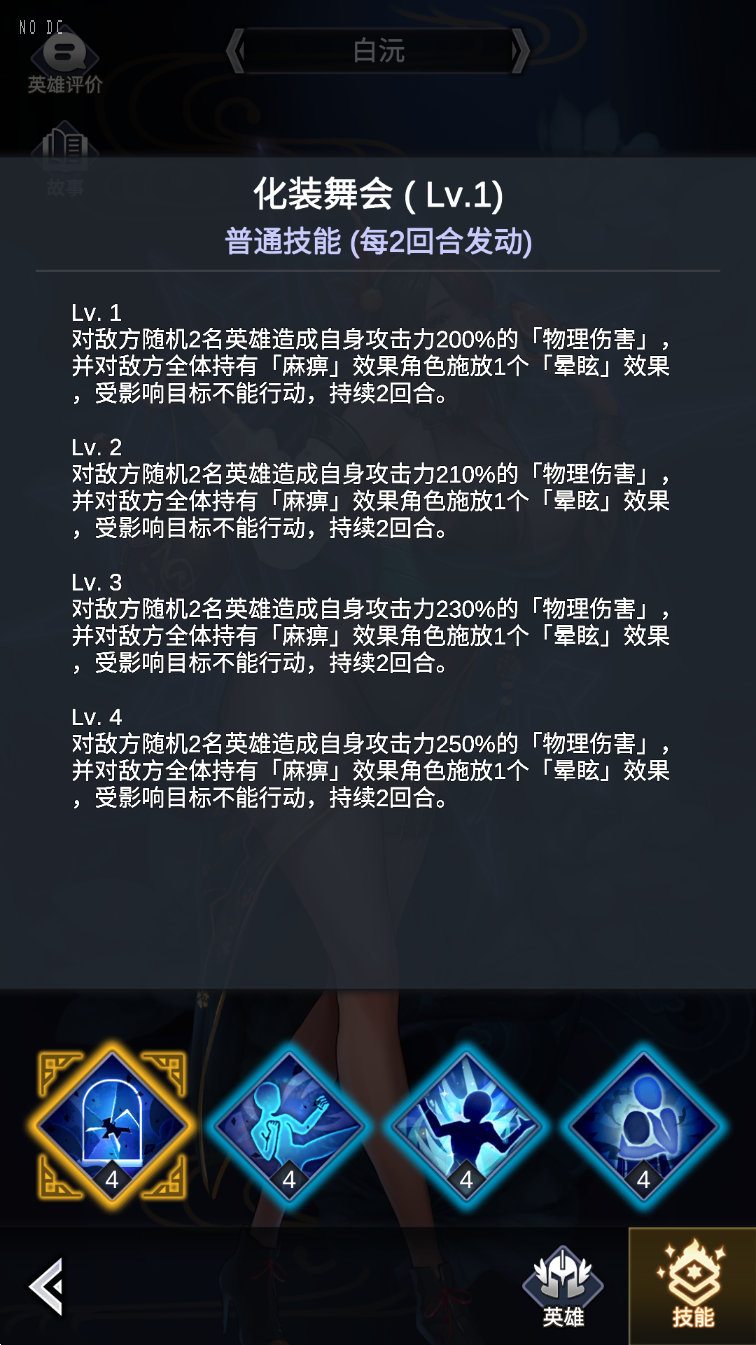 NO DC
白沅
英雄评价
故事
化装舞会 ( Lv.1)
普通技能 (每2回合发动)
Lv. 1
对敌方随机2名英雄造成自身攻击力200%的「物理伤害」，
并对敌方全体持有「麻痹」效果角色施放1个「晕眩」效果
，受影响目标不能行动，持续2回合。
Lv. 2
对敌方随机2名英雄造成自身攻击力210%的「物理伤害」，
并对敌方全体持有「麻痹」效果角色施放1个「晕眩」效果
，受影响目标不能行动，持续2回合。
Lv. 3
对敌方随机2名英雄造成自身攻击力230%的「物理伤害」，
并对敌方全体持有「麻痹」效果角色施放1个「晕眩」效果
，受影响目标不能行动，持续2回合。
Lv. 4
对敌方随机2名英雄造成自身攻击力250%的「物理伤害」，
并对敌方全体持有「麻痹」效果角色施放1个「晕眩」效果
，受影响目标不能行动，持续2回合。
4 4 4 4
英雄 技能